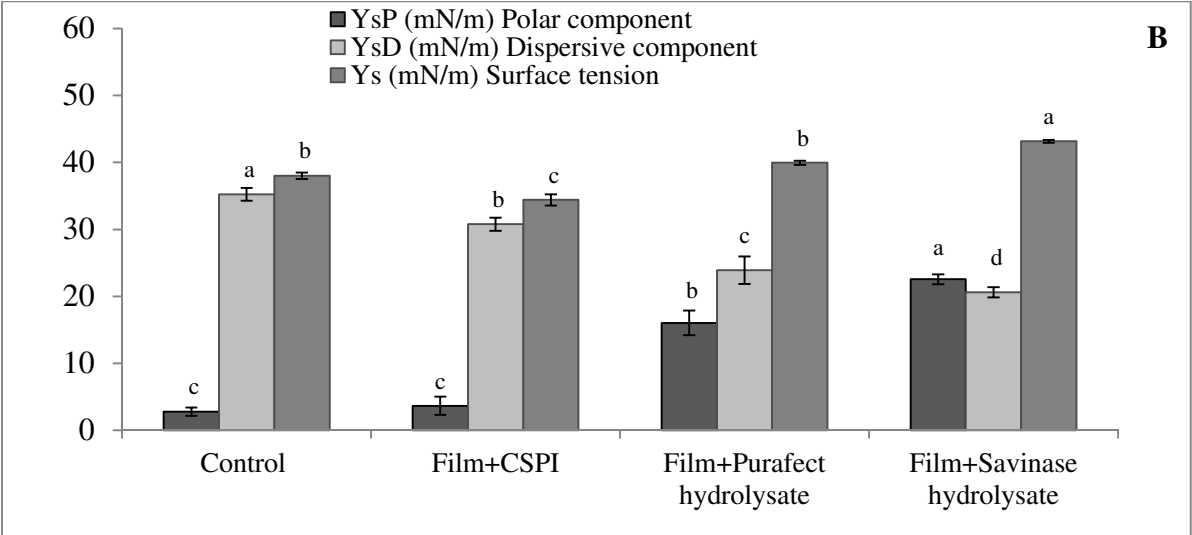 YsP (mN/m) Polar component
YsD (mN/m) Dispersive component
Ys (mN/m) Surface tension
B
60
50
40
30
20
10
0
c
a
b
c
b
c
b
c
b
a
d
a
Control
Film+CSPI
Film+Purafect
hydrolysate
Film+Savinase
hydrolysate